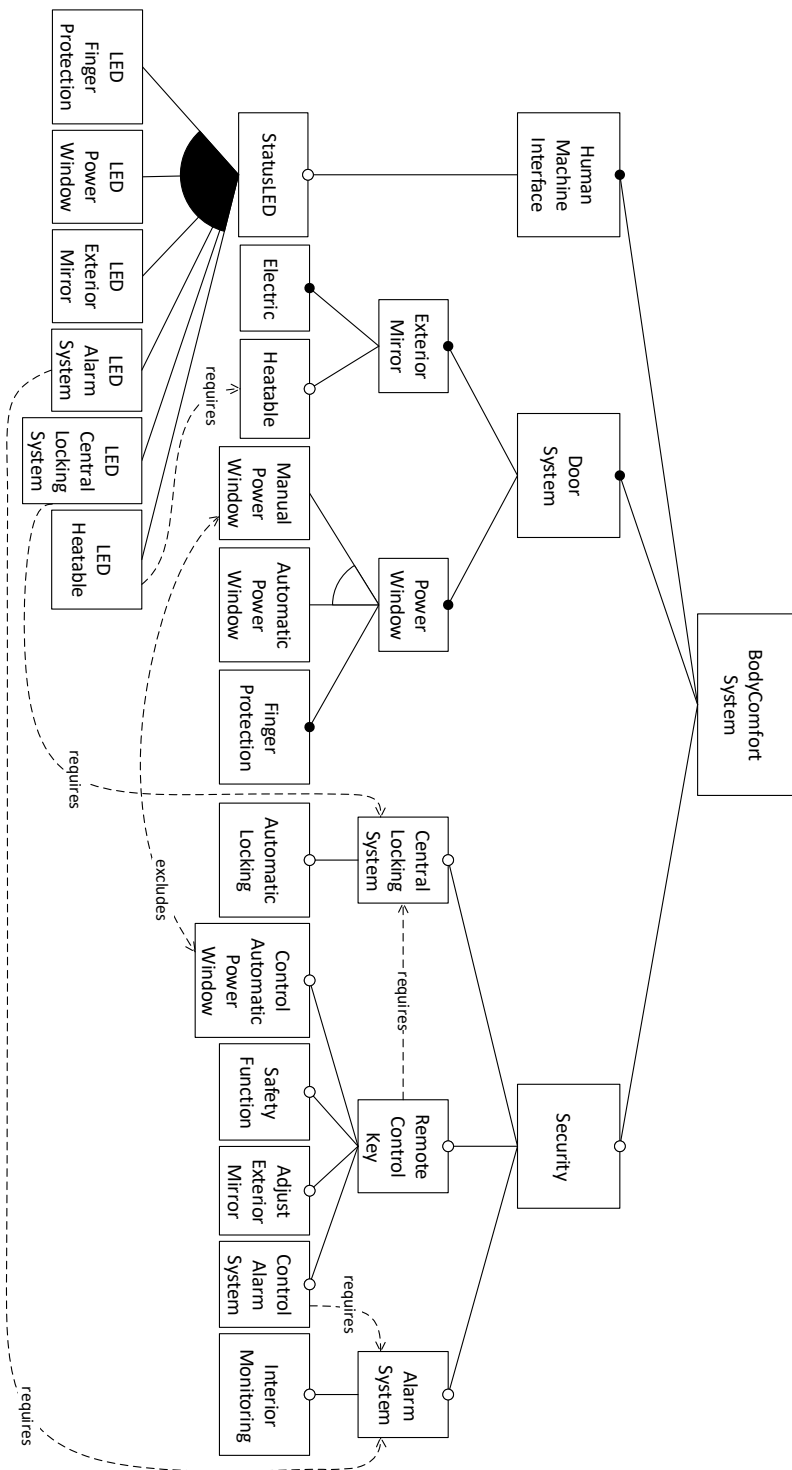 BodyComfort
System
Human
Machine
Interface
Door
System
Security
StatusLED
Exterior
Mirror
Power
Window
Central
Locking
System
Remote
Control
Key
Alarm
System
Electric
Heatable
Manual
Power
Window
Automatic
Power
Window
Finger
Protection
Automatic
Locking
Control
Automatic
Power
Window
Safety
Function
Adjust
Exterior
Mirror
Control
Alarm
System
Interior
Monitoring
LED
Finger
Protection
LED
Power
Window
LED
Exterior
Mirror
LED
Alarm
System
LED
Central
Locking
System
LED
Heatable
requires
requires
requires
requires
excludes
requires